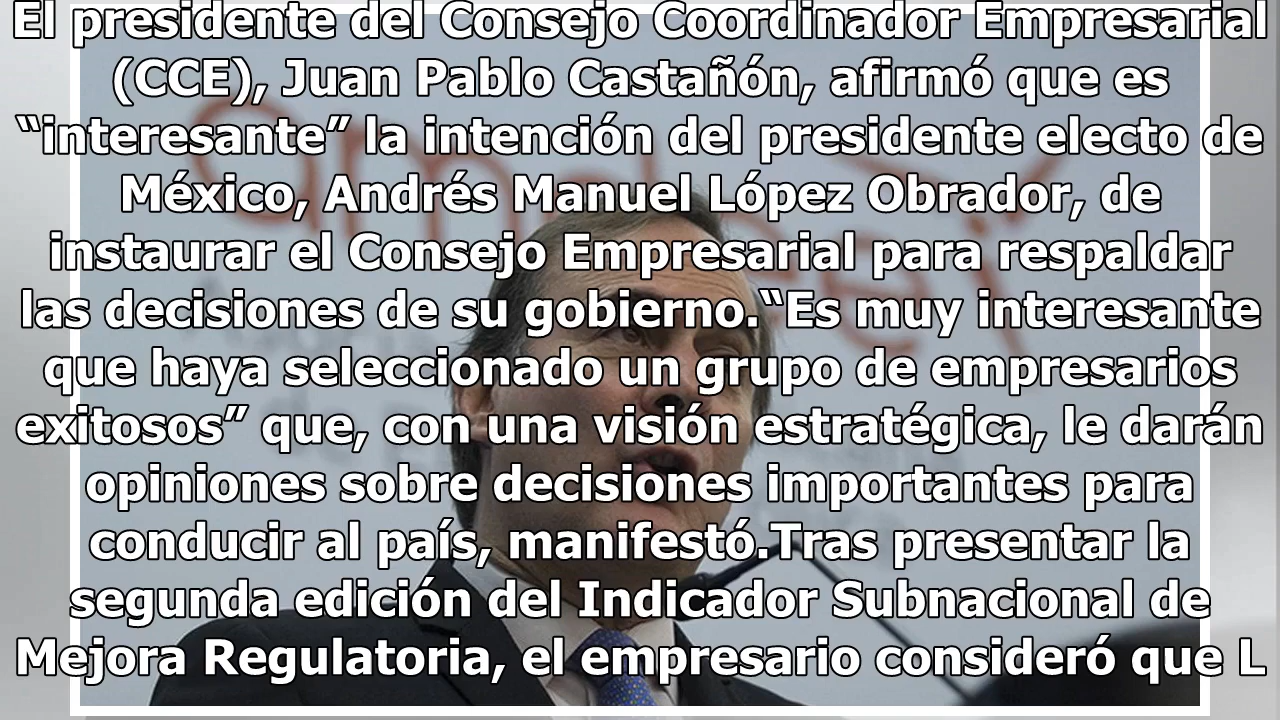 El presidente del Consejo Coordinador Empresarial
(CCE), Juan Pablo Castañón, afirmó que es
“interesante” la intención del presidente electo de
México, Andrés Manuel López Obrador, de
instaurar el Consejo Empresarial para respaldar
las decisiones de su gobierno.“Es muy interesante
que haya seleccionado un grupo de empresarios
exitosos” que, con una visión estratégica, le darán
opiniones sobre decisiones importantes para
conducir al país, manifestó.Tras presentar la
segunda edición del Indicador Subnacional de
Mejora Regulatoria, el empresario consideró que L